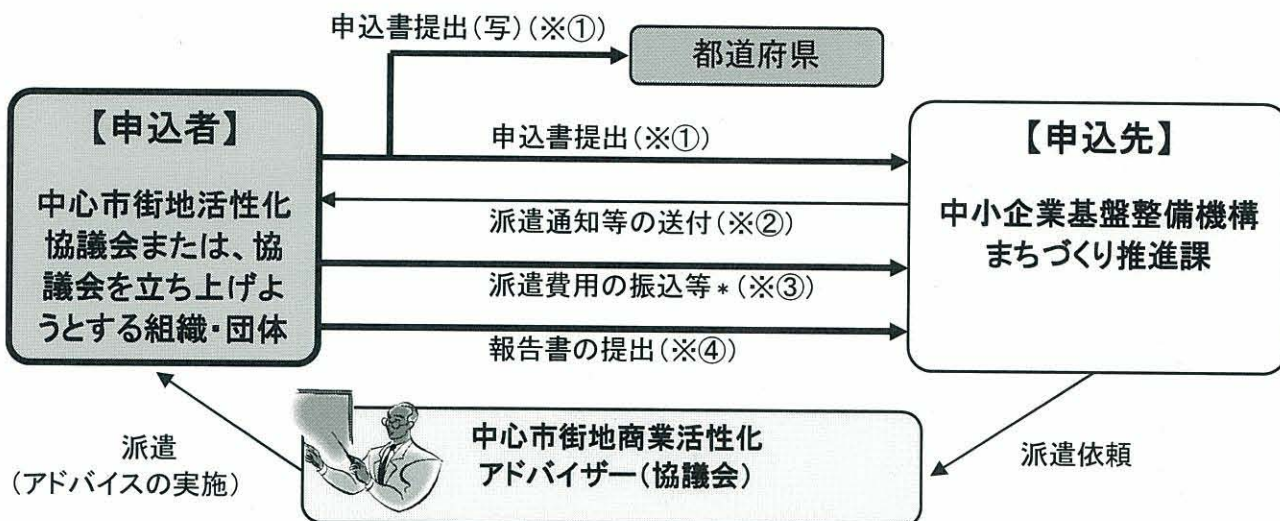 申込書提出(写)(※①)
都道府県
【申込者】
中心市街地活性化
協議会または、協
議会を立ち上げよ
うとする組織・団体
申込書提出(※①)
派遣通知等の送付(※②)
派遣費用の振込等*(※③)
報告書の提出(※④)
【申込先】
中小企業基盤整備機構
まちづくり推進課
派遣
(アドバイスの実施)
中心市街地商業活性化
アドバイザー(協議会)
派遣依頼